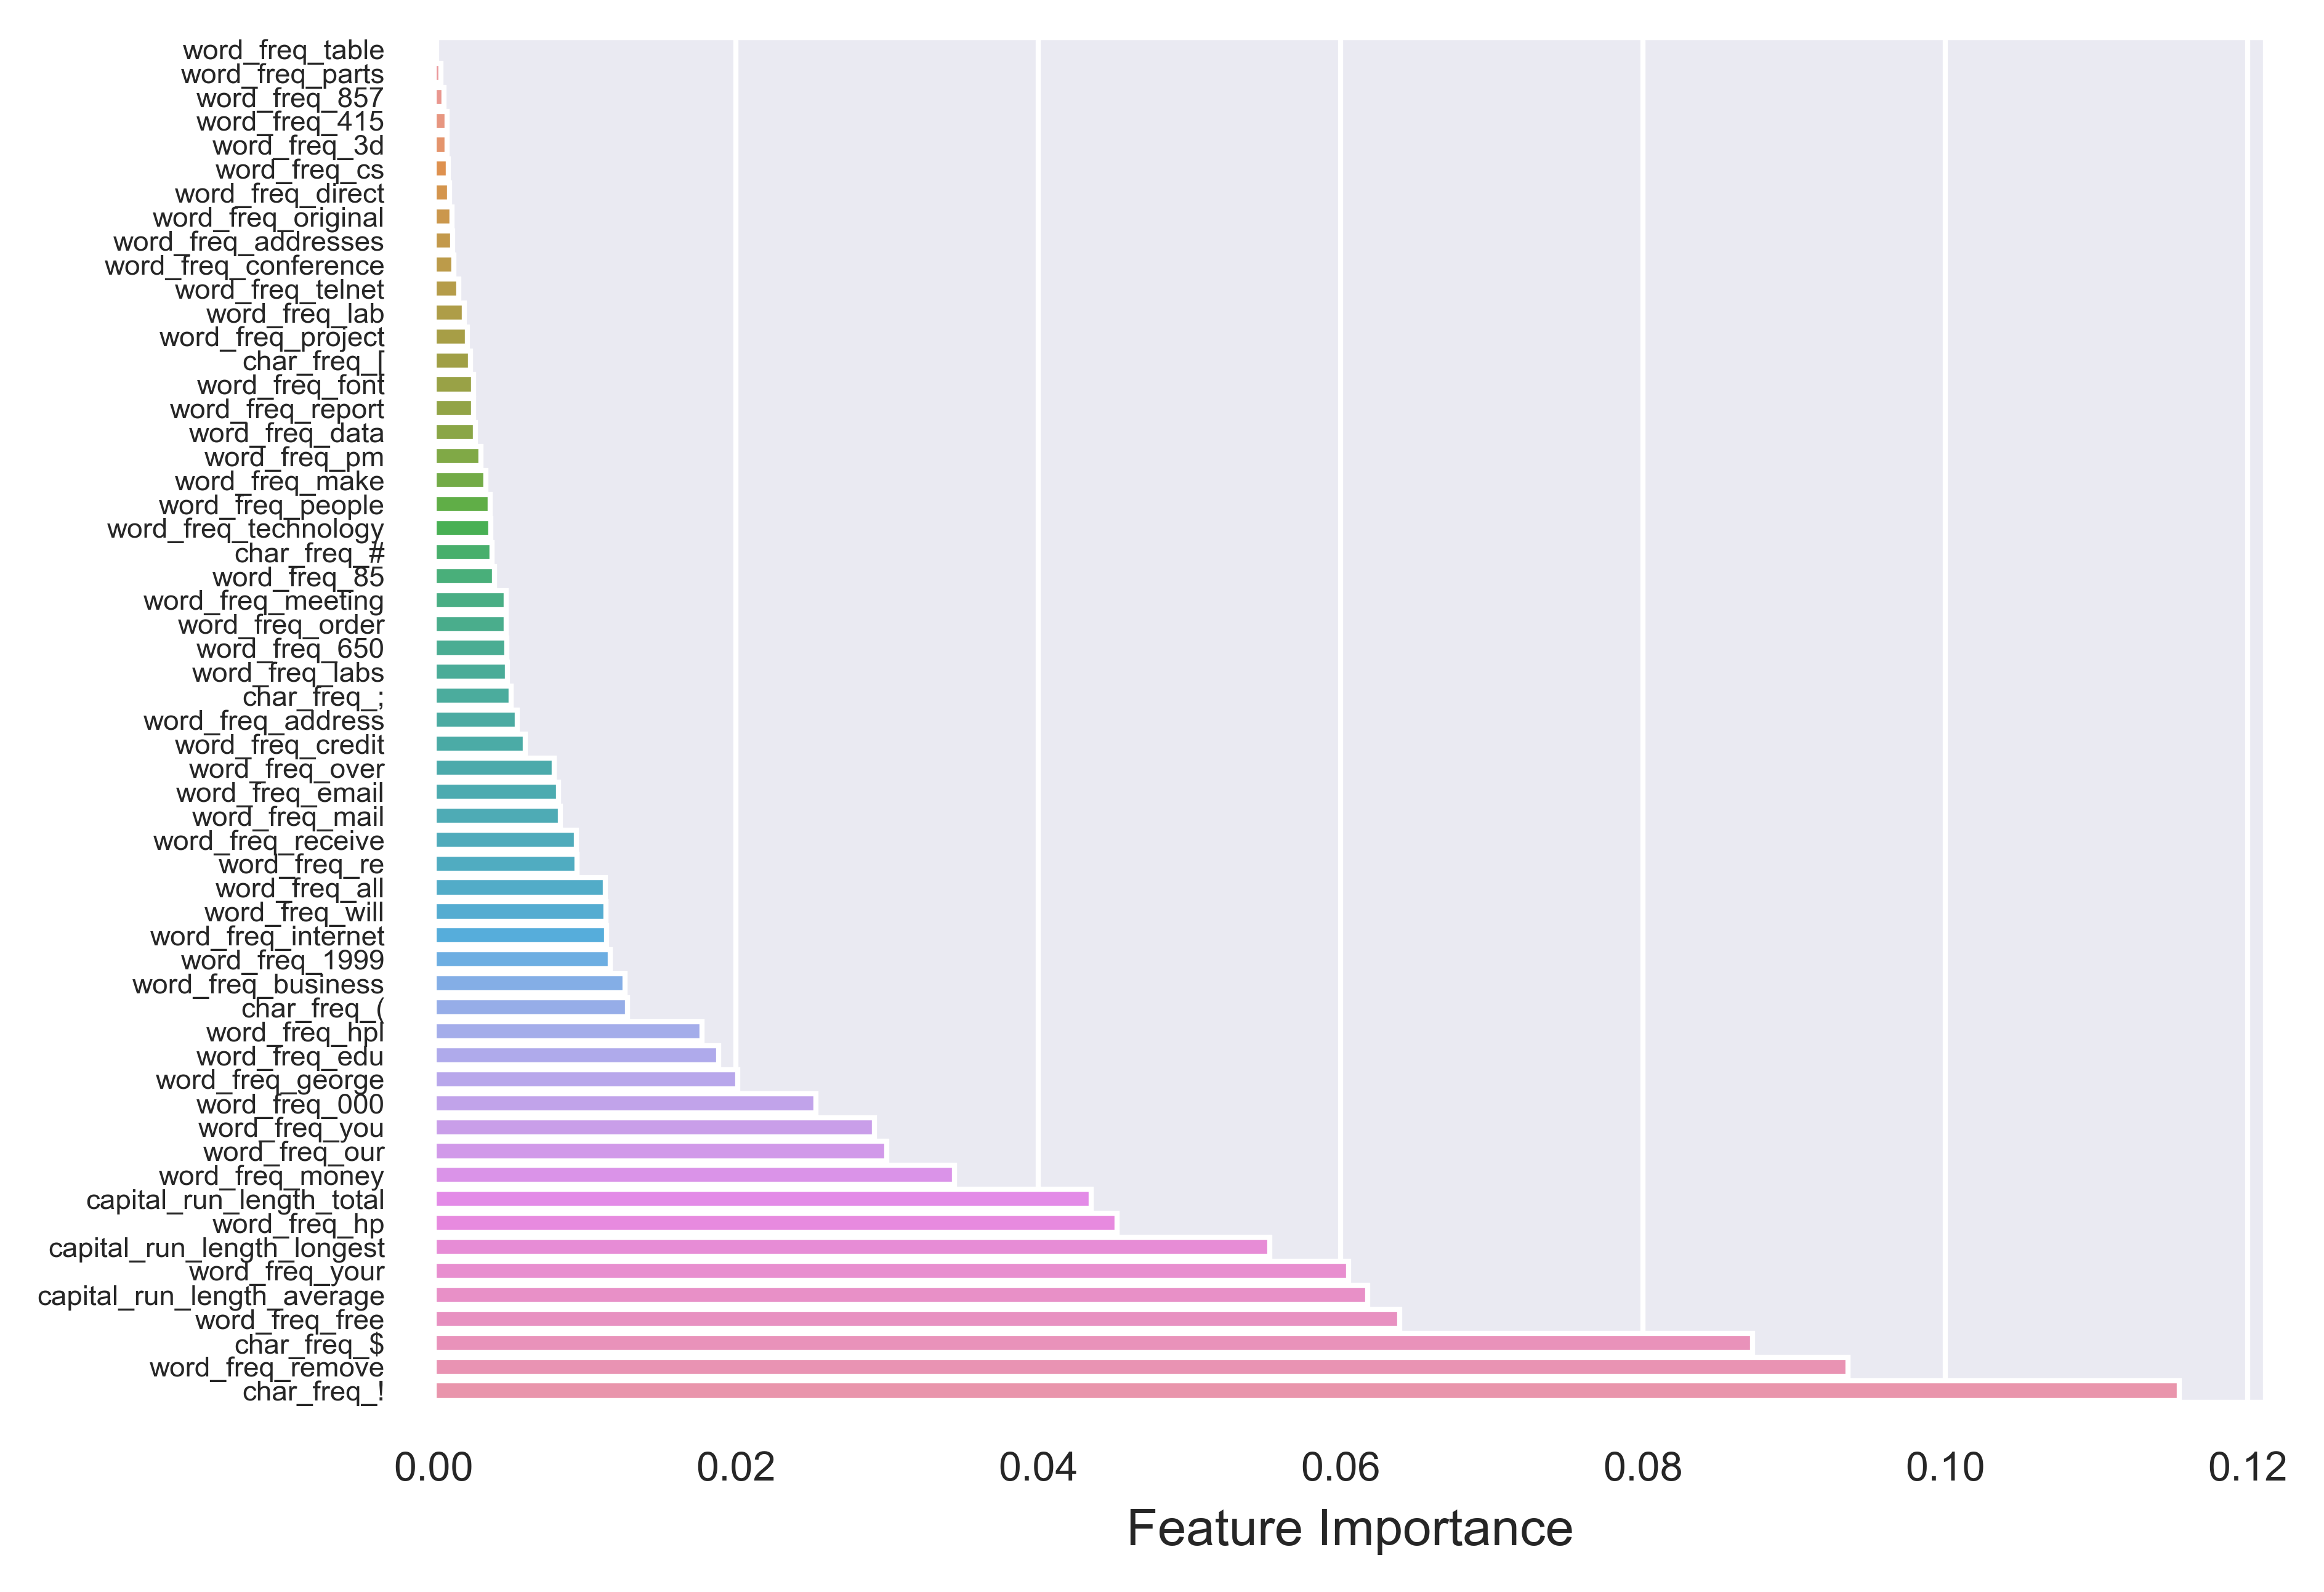 word_freq_table
word_freq_parts
word_freq_857
word_freq_415
word_freq_3d
word_freq_cs
word_freq_direct
word_freq_original
word_freq_addresses
word_freq_conference
word_freq_telnet
word_freq_lab
word_freq_project
char_freq_[
word_freq_font
word_freq_report
word_freq_data
word_freq_pm
word_freq_make
word_freq_people
word_freq_technology
char_freq_#
word_freq_85
word_freq_meeting
word_freq_order
word_freq_650
word_freq_labs
char_freq_;
word_freq_address
word_freq_credit
word_freq_over
word_freq_email
word_freq_mail
word_freq_receive
word_freq_re
word_freq_all
word_freq_will
word_freq_internet
word_freq_1999
word_freq_business
char_freq_(
word_freq_hpl
word_freq_edu
word_freq_george
word_freq_000
word_freq_you
word_freq_our
word_freq_money
capital_run_length_total
word_freq_hp
capital_run_length_longest
word_freq_your
capital_run_length_average
word_freq_free
char_freq_$
word_freq_remove
char_freq_!
0.00 0.02 0.04 0.06 0.08 0.10 0.12
Feature Importance